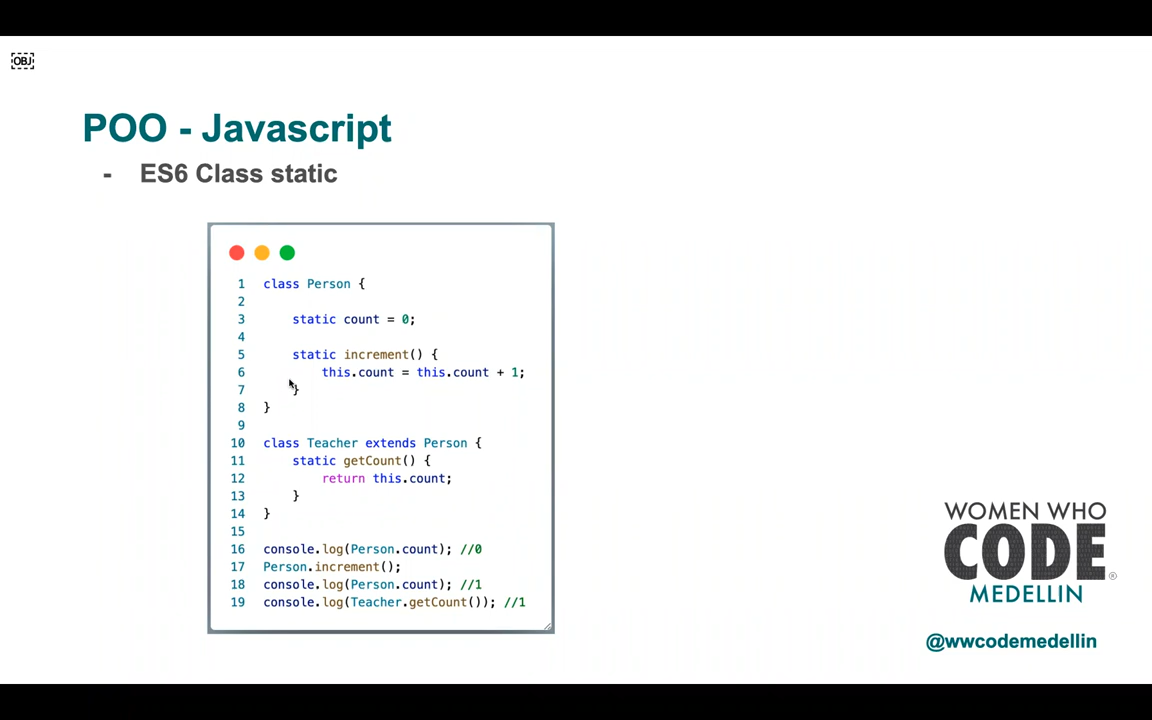 OBJ
POO - Javascript
- ES6 Class static
1 class Person {
2
3     static count = 0;
4
5     static increment() {
6         this.count = this.count + 1;
7     }
8 }
9
10 class Teacher extends Person {
11     static getCount() {
12         return this.count;
13     }
14 }
15
16 console.log(Person.count); //0
17 Person.increment();
18 console.log(Person.count); //1
19 console.log(Teacher.getCount()); //1
WOMEN WHO
CODE®
MEDELLIN
@wwcodemedellin